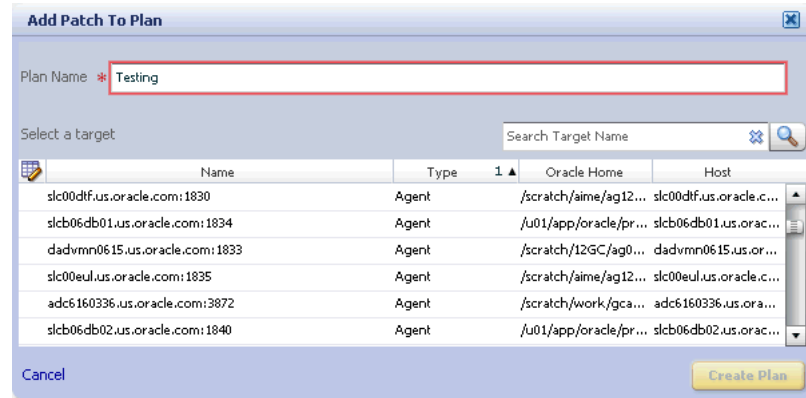 Add Patch To Plan
Plan Name * Testing
Select a target Search Target Name
Name Type 1 ▲ Oracle Home Host
slc00dtf.us.oracle.com:1830 Agent /scratch/aime/ag12... slc00dtf.us.oracle.c...
slcb06db01.us.oracle.com:1834 Agent /u01/app/oracle/pr... slcb06db01.us.orac...
dadvmn0615.us.oracle.com:1833 Agent /scratch/12GC/ag0... dadvmn0615.us.or...
slc00eul.us.oracle.com:1835 Agent /scratch/aime/ag12... slc00eul.us.oracle.c...
adc6160336.us.oracle.com:3872 Agent /scratch/work/gca... adc6160336.us.ora...
slcb06db02.us.oracle.com:1840 Agent /u01/app/oracle/pr... slcb06db02.us.orac...
Cancel Create Plan